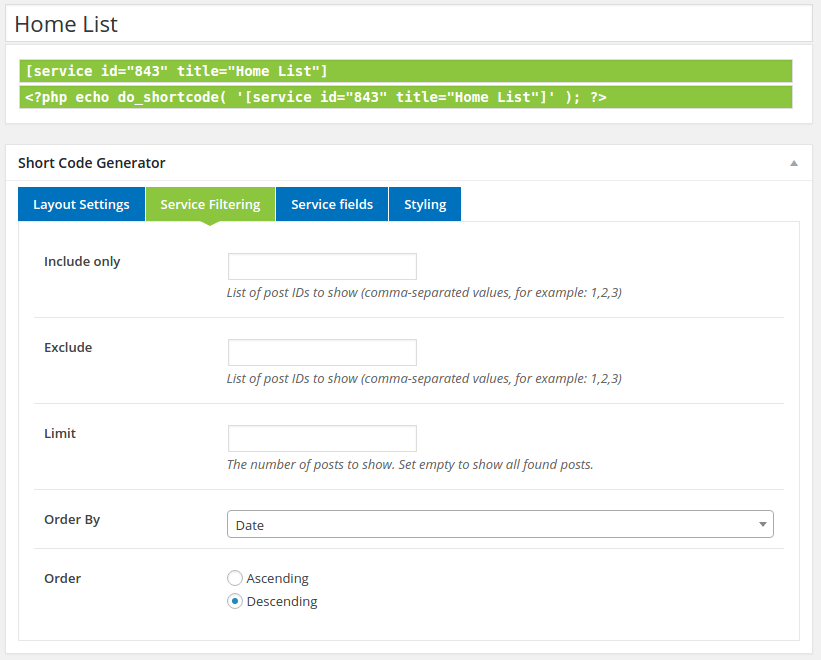 Home List
[service id="843" title="Home List"]
<?php echo do_shortcode( '[service id="843" title="Home List"]' ); ?>
Short Code Generator
Layout Settings Service Filtering Service fields Styling
Include only
List of post IDs to show (comma-separated values, for example: 1,2,3)
Exclude
List of post IDs to show (comma-separated values, for example: 1,2,3)
Limit
The number of posts to show. Set empty to show all found posts.
Order By Date
Order Ascending
Descending